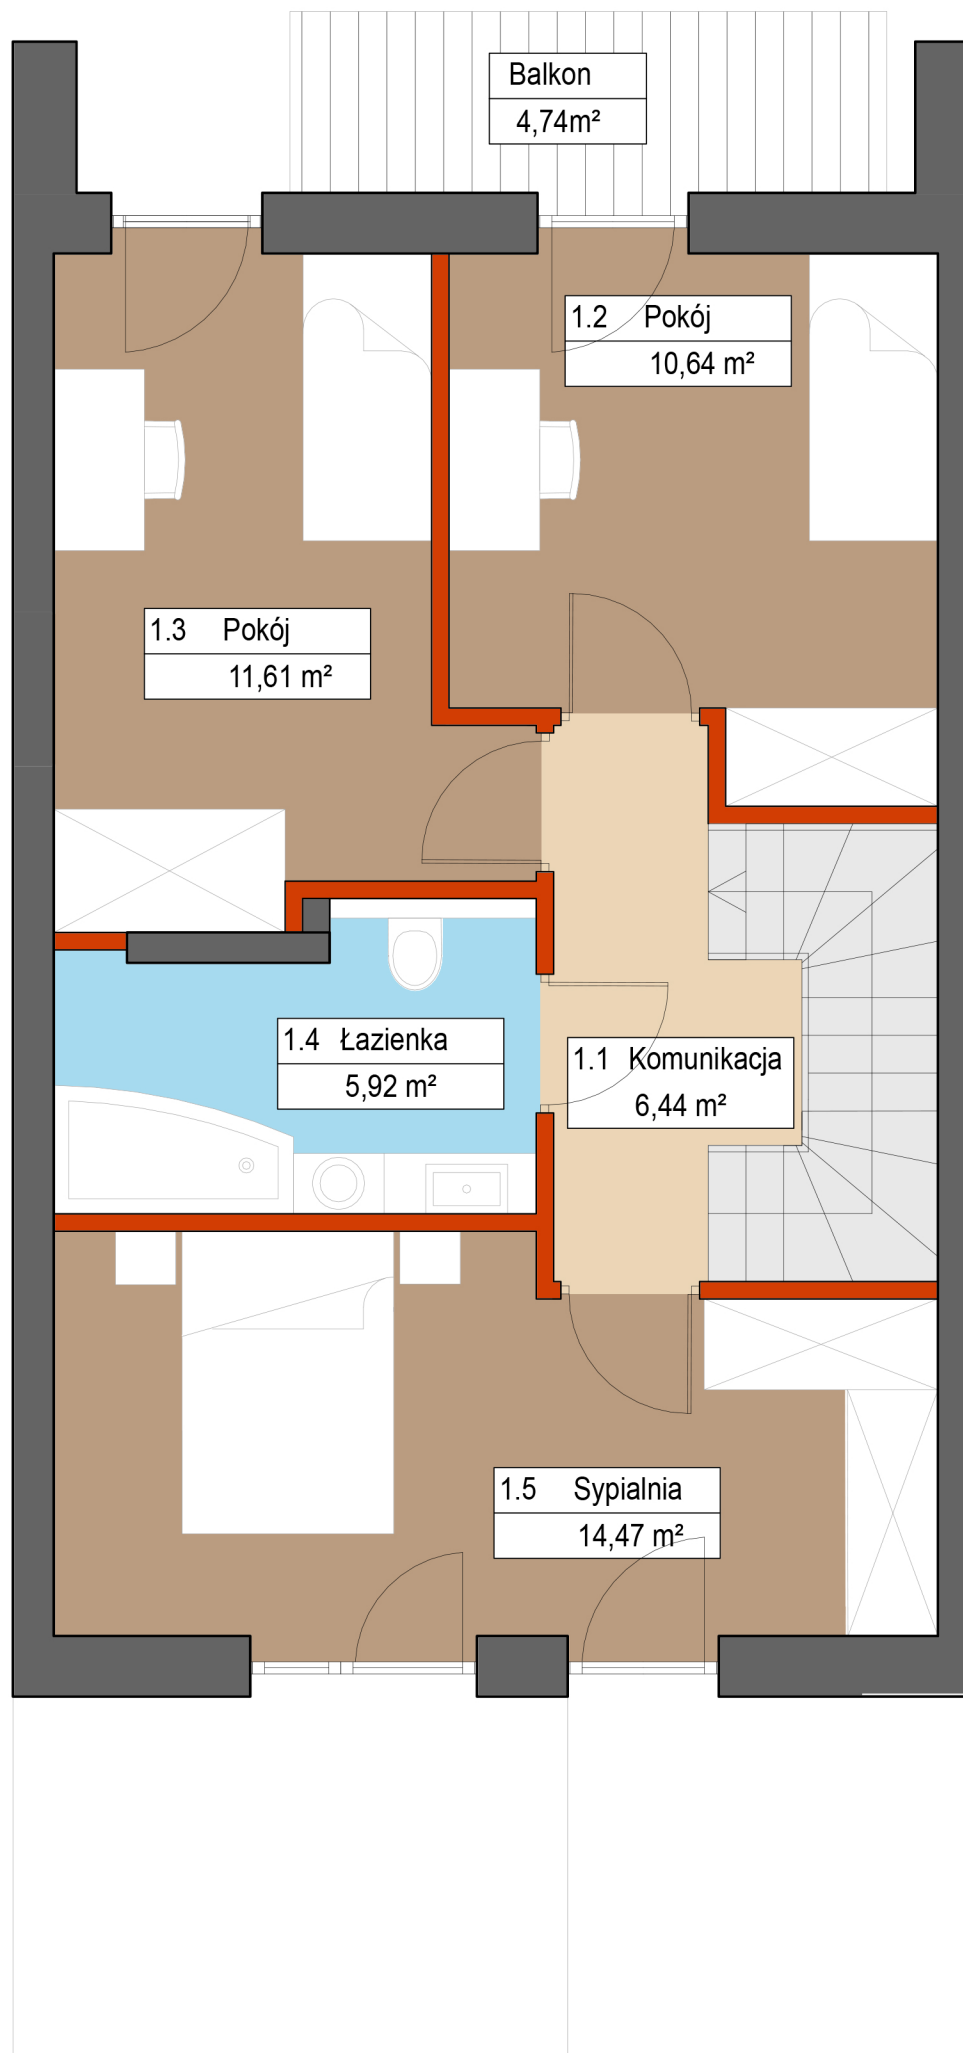 Balkon
4,74m²
1.2 Pokój
10,64 m²
1.3 Pokój
11,61 m²
1.4 Łazienka
5,92 m²
1.1 Komunikacja
6,44 m²
1.5 Sypialnia
14,47 m²